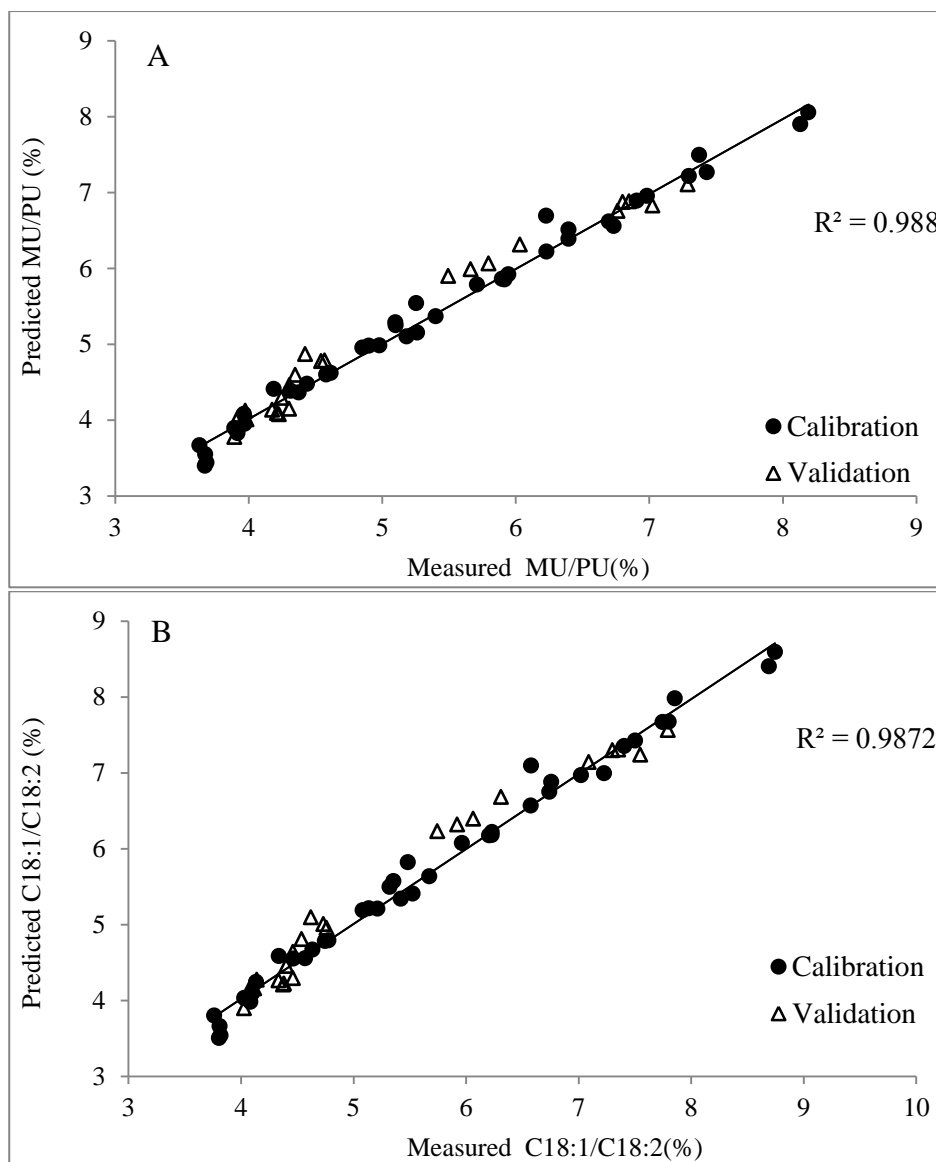 A
9
8
7
6
5
4
3
Predicted MU/PU (%)
R² = 0.988
Calibration
Validation
3 4 5 6 7 8 9
Measured MU/PU(%)
B
9
8
7
6
5
4
3
Predicted C18:1/C18:2 (%)
R² = 0.9872
Calibration
Validation
3 4 5 6 7 8 9 10
Measured C18:1/C18:2(%)